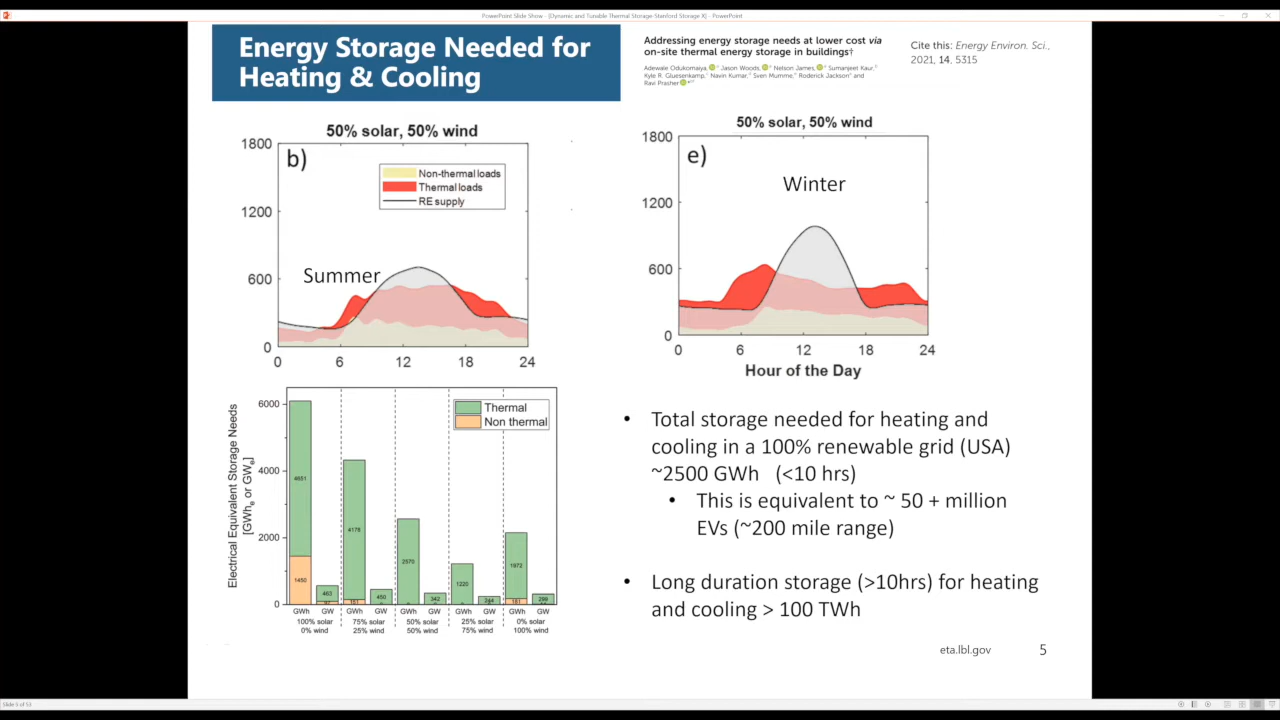 PowerPoint Slide Show - [Dynamic and Tunable Thermal Storage-Stanford Storage X] - PowerPoint
Energy Storage Needed for
Heating & Cooling
Addressing energy storage needs at lower cost via
on-site thermal energy storage in buildings†
Adewale Odukomaiya, Jason Woods, Nelson James, Sumanjeet Kaur,
Kyle R. Gluesenkamp, Navin Kumar, Sven Mumme, Roderick Jackson and
Ravi Prasher
Cite this: Energy Environ. Sci.,
2021, 14, 5315
50% solar, 50% wind
1800
b)
Non-thermal loads
Thermal loads
RE supply
1200
Summer
600
0
0 6 12 18 24
50% solar, 50% wind
1800
e)
Winter
1200
600
0
0 6 12 18 24
Hour of the Day
Electrical Equivalent Storage Needs
[GWhe or GWe]
6000
4000
2000
0
Thermal
Non thermal
4651
1450
463
4178
151
450
2570
342
1220
244
1972
181
299
GWh GW GWh GW GWh GW GWh GW GWh GW
100% solar 75% solar 50% solar 25% solar 0% solar
0% wind 25% wind 50% wind 75% wind 100% wind
• Total storage needed for heating and
cooling in a 100% renewable grid (USA)
~2500 GWh (<10 hrs)
• This is equivalent to ~ 50 + million
EVs (~200 mile range)
• Long duration storage (>10hrs) for heating
and cooling > 100 TWh
eta.lbl.gov 5